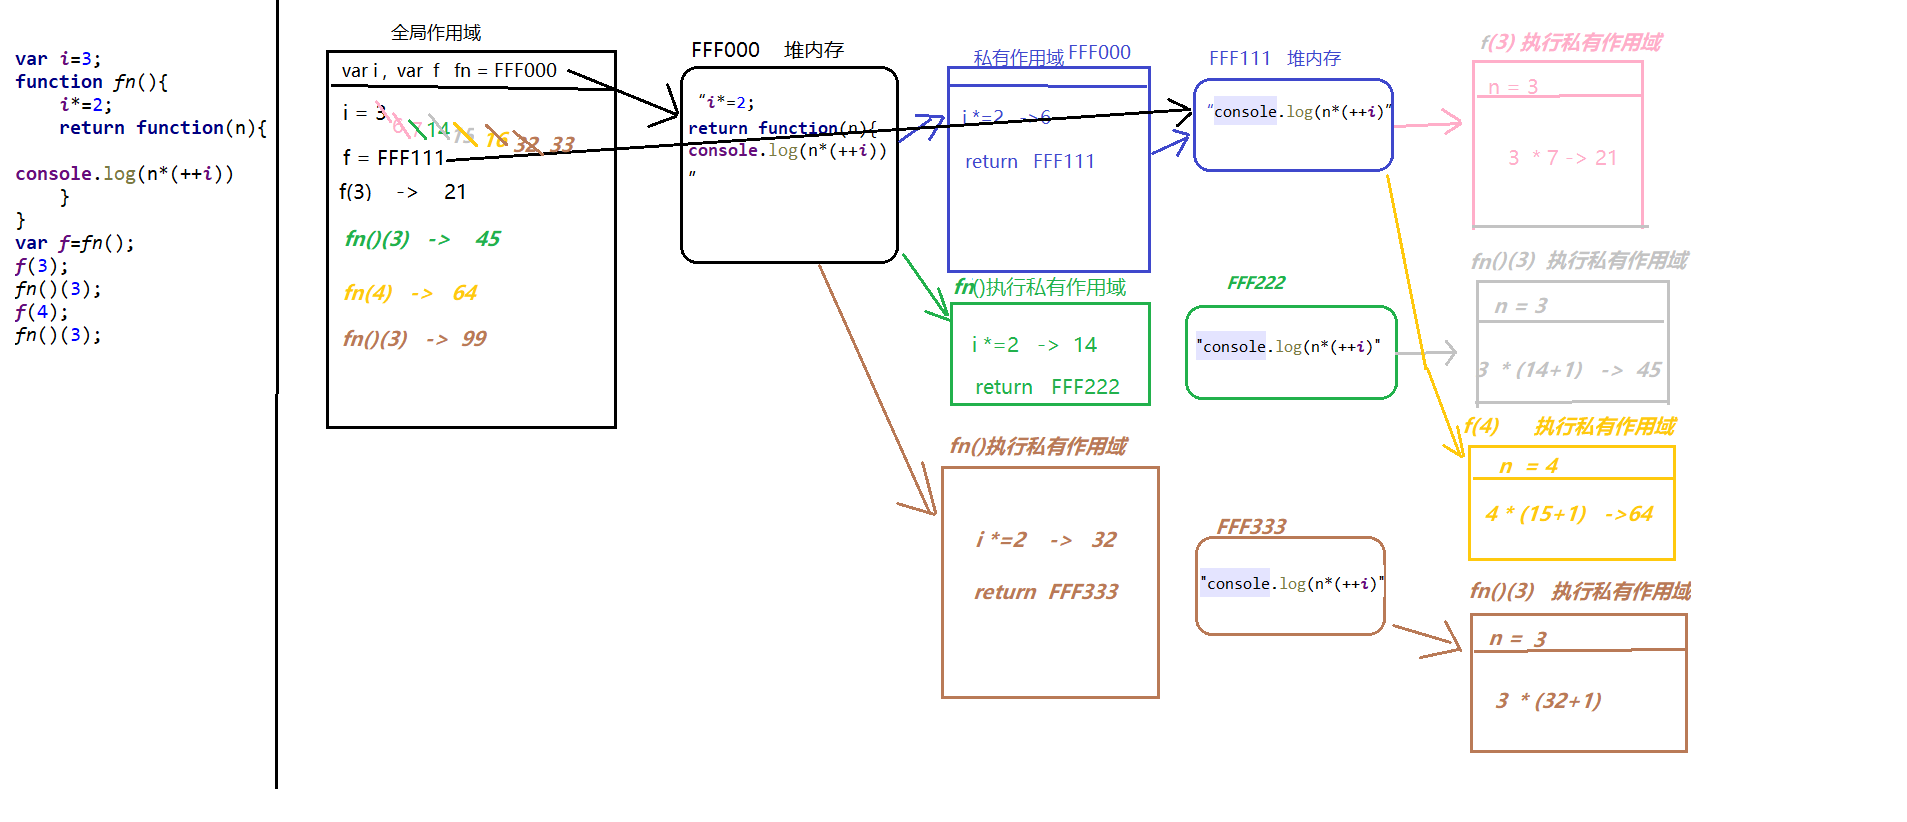 var i=3;
function fn(){
i*=2;
return function(n){
console.log(n*(++i))
}
}
var f=fn();
f(3);
fn()(3);
f(4);
fn()(3);
全局作用域
var i , var f fn = FFF000
i = 3 6 7 14 15 16 32 33
f = FFF111
f(3) -> 21
fn()(3) -> 45
fn(4) -> 64
fn()(3) -> 99
FFF000 堆内存
“i*=2;
return function(n){
console.log(n*(++i))
”
私有作用域 FFF000
i *=2 ->6
return FFF111
FFF111 堆内存
“console.log(n*(++i)”
f(3) 执行私有作用域
n = 3
3 * 7 -> 21
fn()执行私有作用域
i *=2 -> 14
return FFF222
FFF222
"console.log(n*(++i)"
fn()(3) 执行私有作用域
n = 3
3 * (14+1) -> 45
f(4) 执行私有作用域
n = 4
4 * (15+1) ->64
fn()执行私有作用域
i *=2 -> 32
return FFF333
FFF333
"console.log(n*(++i)"
fn()(3) 执行私有作用域
n = 3
3 * (32+1)